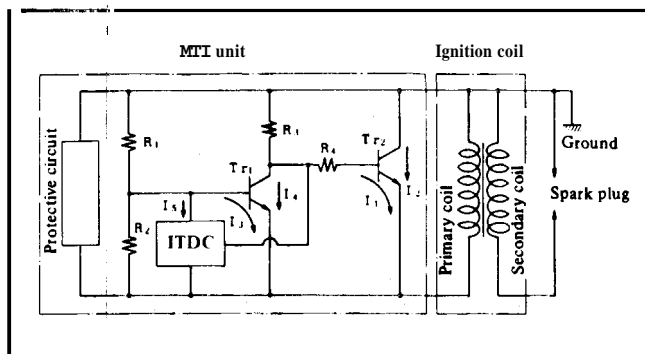 MTI unit
Ignition coil
Protective circuit
R1
R2
R3
R4
Tr1
Tr2
I5
I3
I4
I1
I2
ITDC
Primary coil
Secondary coil
Ground
Spark plug